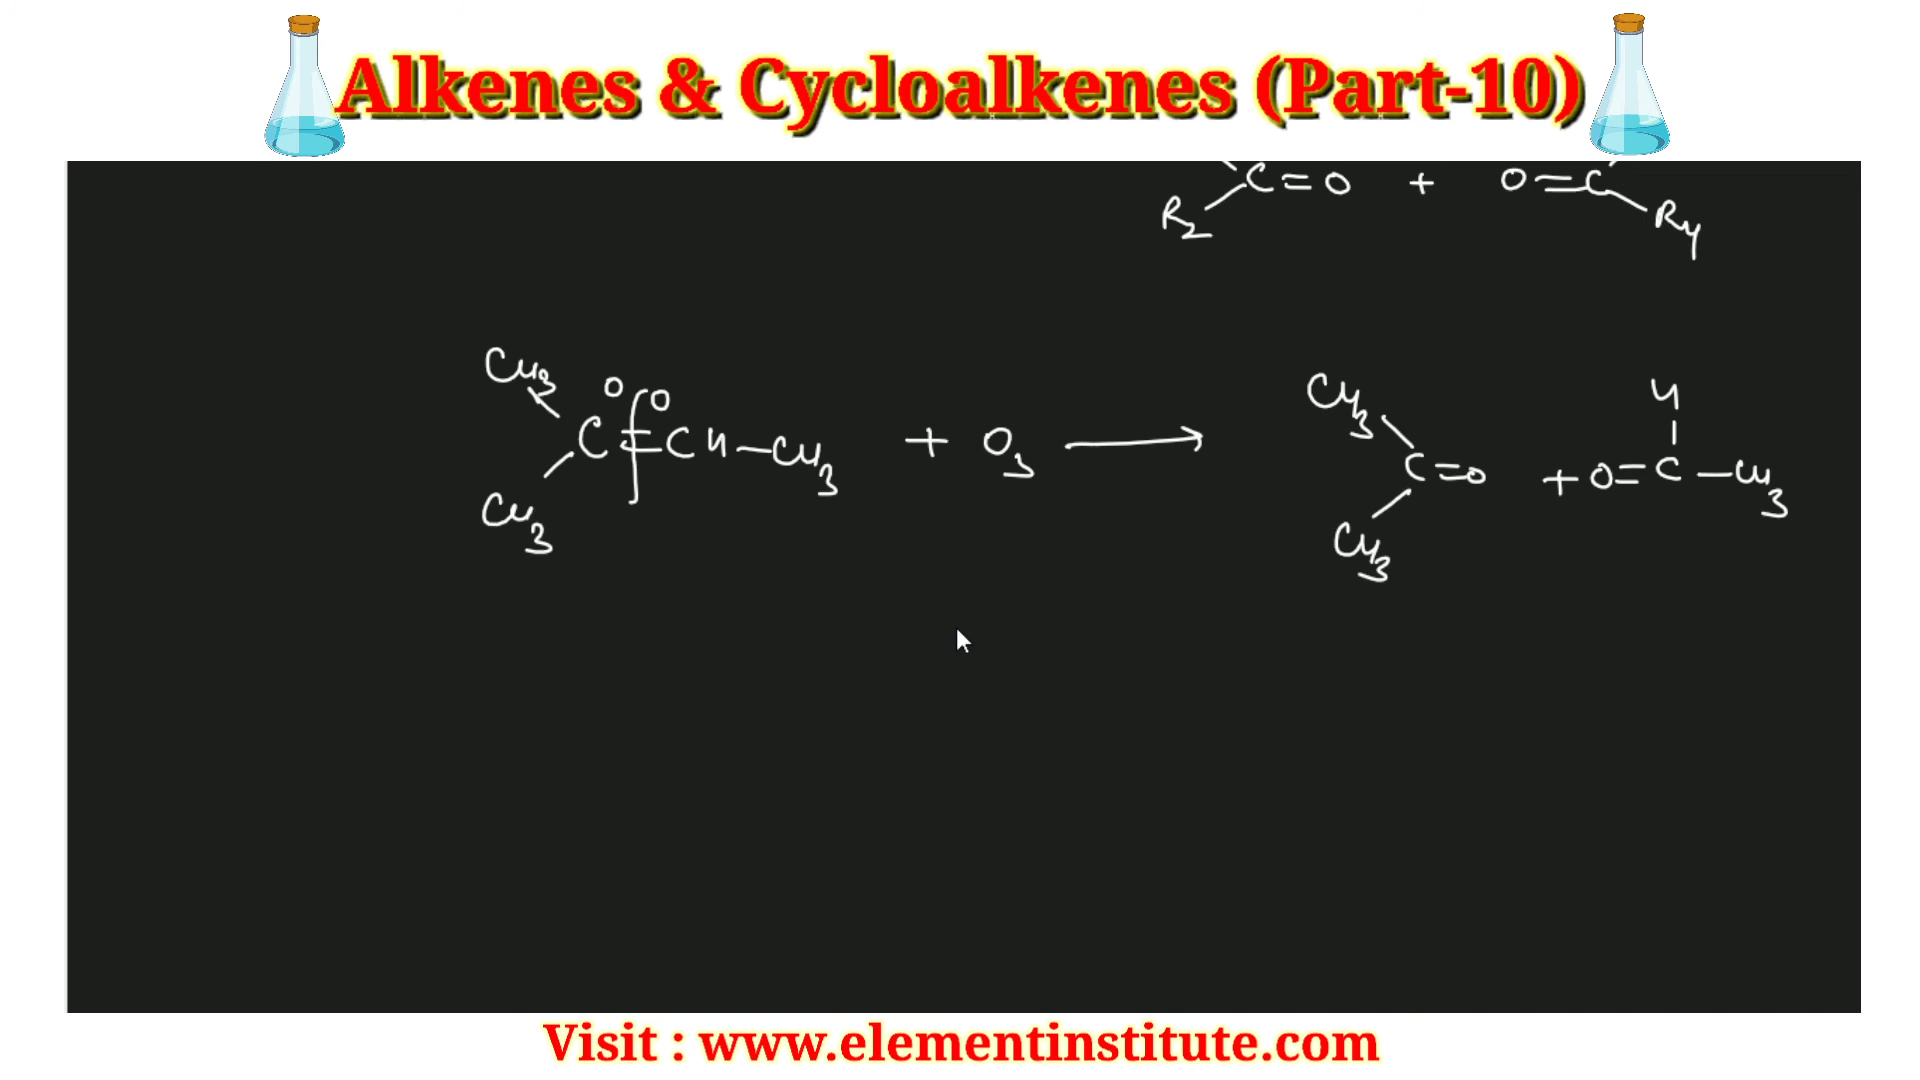 Alkenes & Cycloalkenes (Part-10)
C=O + O=C
R2 R4
CH3 O O CH3 H
C=CH-CH3 + O3 → C=O + O=C-CH3
CH3 CH3
Visit : www.elementinstitute.com